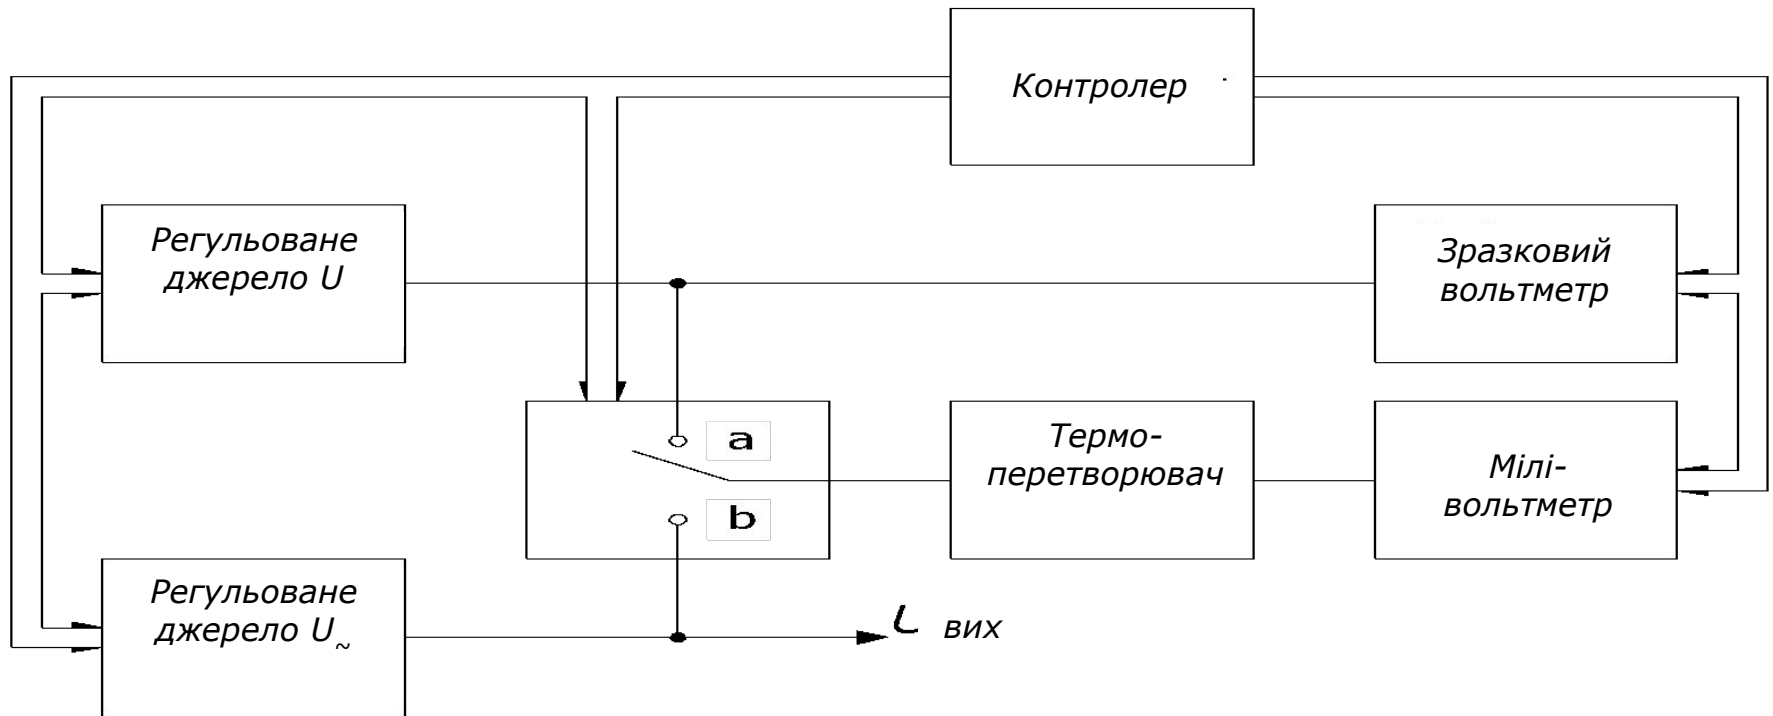 Контролер
Регульоване
джерело U
Зразковий
вольтметр
a
Термо-
перетворювач
Мілі-
вольтметр
b
Регульоване
джерело U~
вих